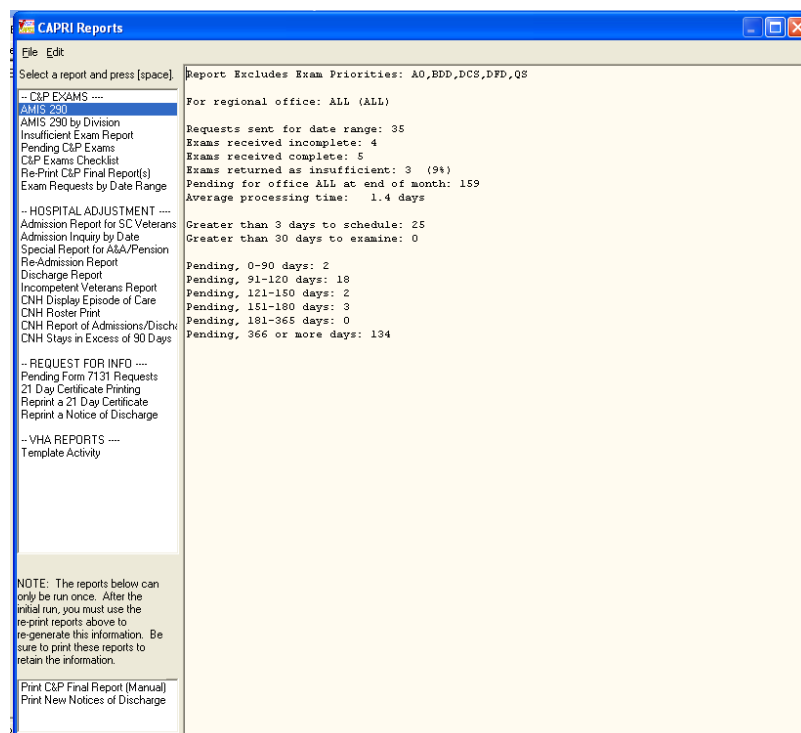 CAPRI Reports
File Edit
Select a report and press [space].
-- C&P EXAMS ----
AMIS 290
AMIS 290 by Division
Insufficient Exam Report
Pending C&P Exams
C&P Exams Checklist
Re-Print C&P Final Report(s)
Exam Requests by Date Range
-- HOSPITAL ADJUSTMENT ----
Admission Report for SC Veterans
Admission Inquiry by Date
Special Report for A&A/Pension
Re-Admission Report
Discharge Report
Incompetent Veterans Report
CNH Display Episode of Care
CNH Roster Print
CNH Report of Admissions/Discha
CNH Stays in Excess of 90 Days
-- REQUEST FOR INFO ----
Pending Form 7131 Requests
21 Day Certificate Printing
Reprint a 21 Day Certificate
Reprint a Notice of Discharge
-- VHA REPORTS ----
Template Activity
NOTE: The reports below can
only be run once. After the
initial run, you must use the
re-print reports above to
re-generate this information. Be
sure to print these reports to
retain the information.
Print C&P Final Report (Manual)
Print New Notices of Discharge
Report Excludes Exam Priorities: AO,BDD,DCS,DFD,QS
For regional office: ALL (ALL)
Requests sent for date range: 35
Exams received incomplete: 4
Exams received complete: 5
Exams returned as insufficient: 3 (9%)
Pending for office ALL at end of month: 159
Average processing time: 1.4 days
Greater than 3 days to schedule: 25
Greater than 30 days to examine: 0
Pending, 0-90 days: 2
Pending, 91-120 days: 18
Pending, 121-150 days: 2
Pending, 151-180 days: 3
Pending, 181-365 days: 0
Pending, 366 or more days: 134